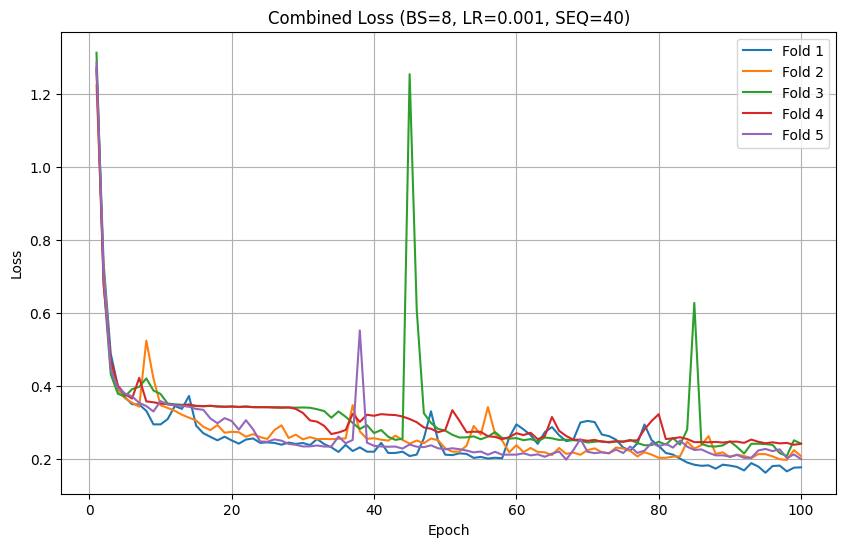 Combined Loss (BS=8, LR=0.001, SEQ=40)
Fold 1
Fold 2
Fold 3
Fold 4
Fold 5
Loss
1.2
1.0
0.8
0.6
0.4
0.2
0 20 40 60 80 100
Epoch